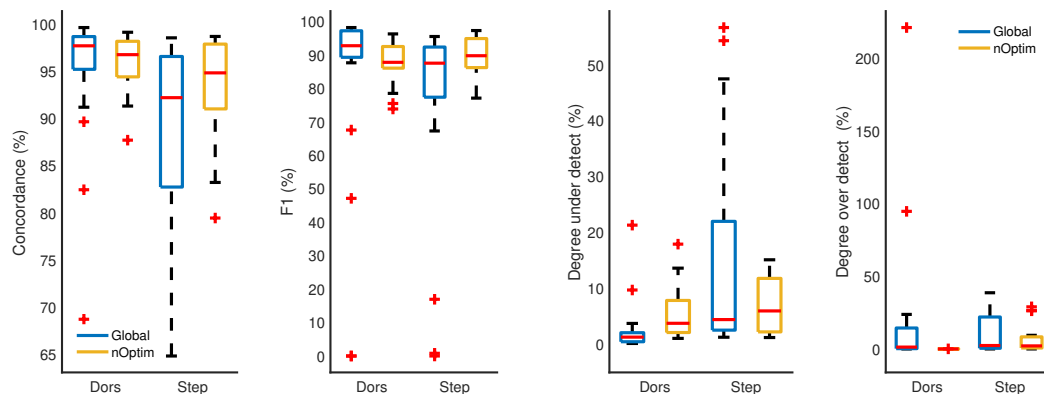 Concordance (%)
100
95
90
85
80
75
70
65
Global
nOptim
Dors
Step
F1 (%)
100
90
80
70
60
50
40
30
20
10
0
Dors
Step
Degree under detect (%)
50
40
30
20
10
0
Dors
Step
Degree over detect (%)
200
150
100
50
0
Global
nOptim
Dors
Step